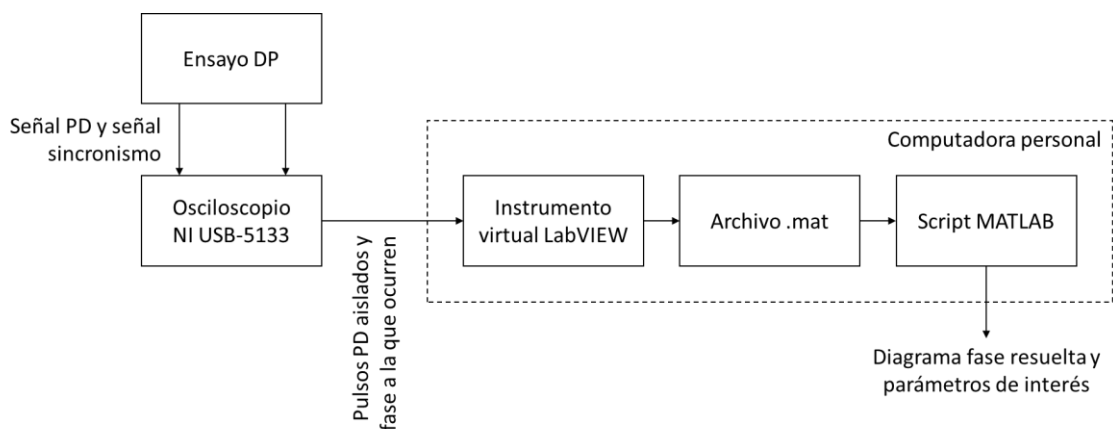 Ensayo DP
Señal PD y señal
sincronismo
Computadora personal
Osciloscopio
NI USB-5133
Pulsos PD aislados y
fase a la que ocurren
Instrumento
virtual LabVIEW
Archivo .mat
Script MATLAB
Diagrama fase resuelta y
parámetros de interés